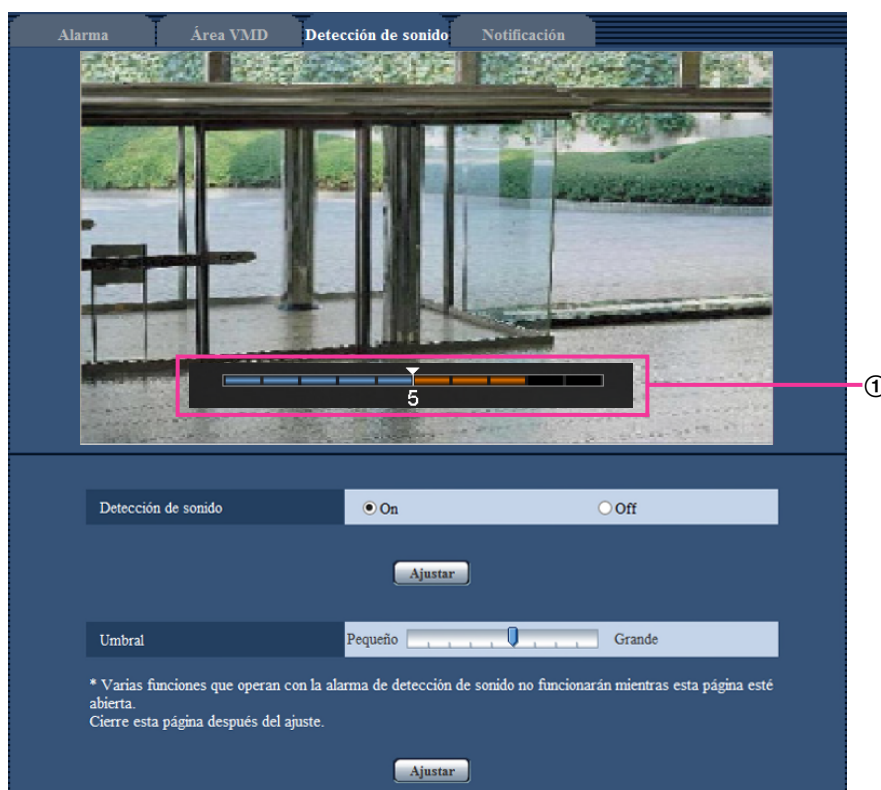 Alarma
Área VMD
Detección de sonido
Notificación
5
①
Detección de sonido
On
Off
Ajustar
Umbral
Pequeño
Grande
* Varias funciones que operan con la alarma de detección de sonido no funcionarán mientras esta página esté
abierta.
Cierre esta página después del ajuste.
Ajustar